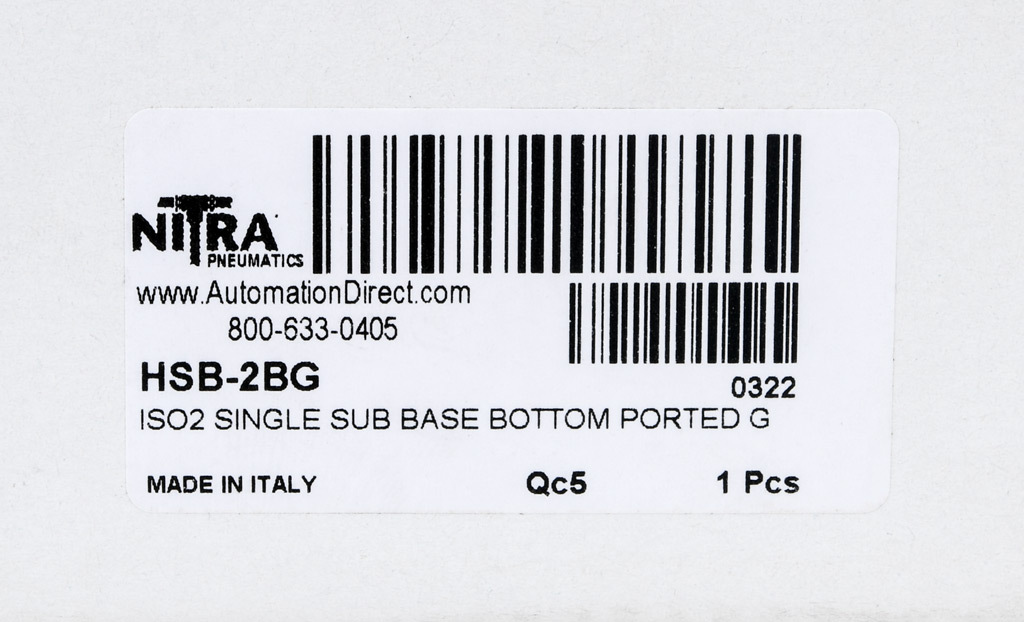 NITRA
PNEUMATICS
www.AutomationDirect.com
800-633-0405
HSB-2BG
0322
ISO2 SINGLE SUB BASE BOTTOM PORTED G
MADE IN ITALY Qc5 1 Pcs